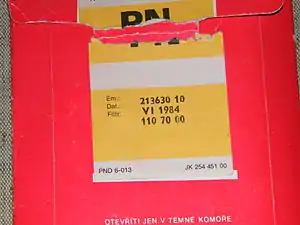 PN
Em.: 213630 10
Dat.: VI 1984
Filtr: 110 70 00
PND 6-013 JK 254 451 00
OTEVŘÍTI JEN V TEMNÉ KOMOŘE